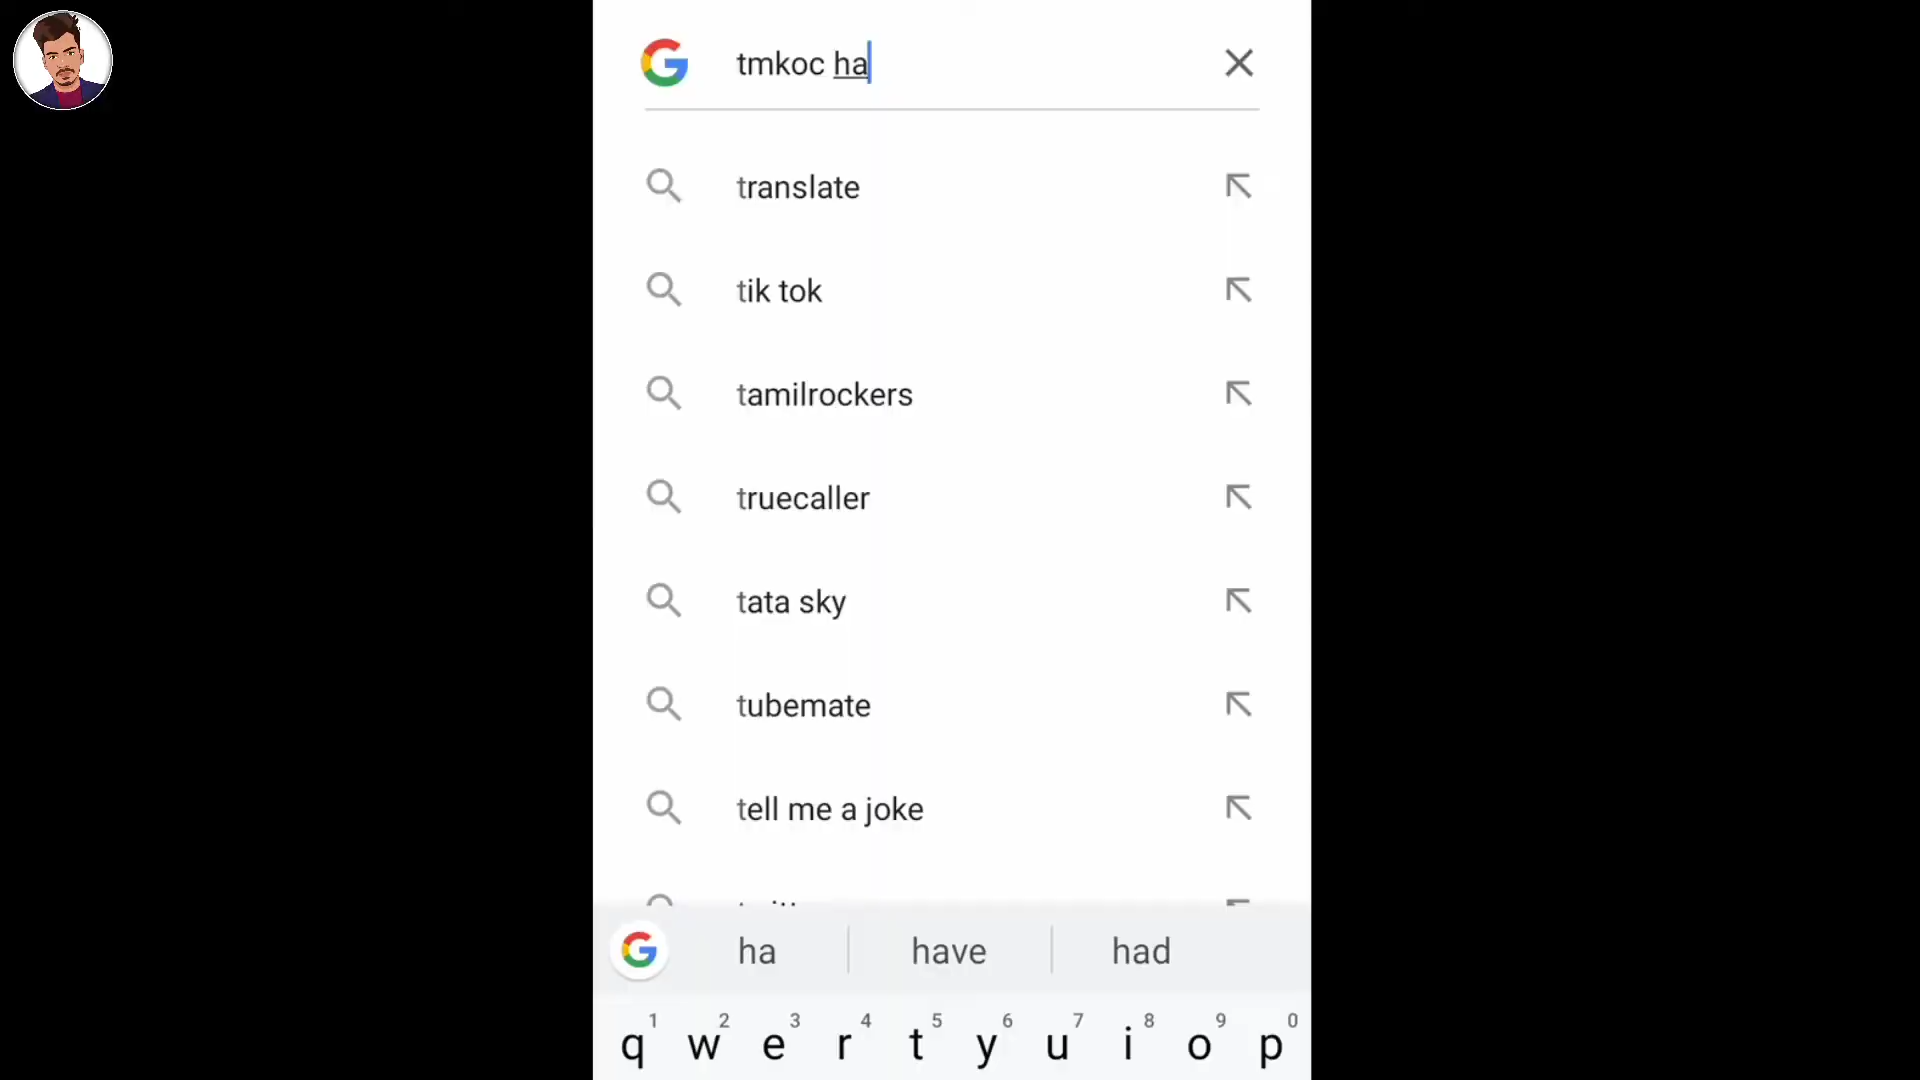 tmkoc ha
translate
tik tok
tamilrockers
truecaller
tata sky
tubemate
tell me a joke
ha have had
1 2 3 4 5 6 7 8 9 0
q w e r t y u i o p